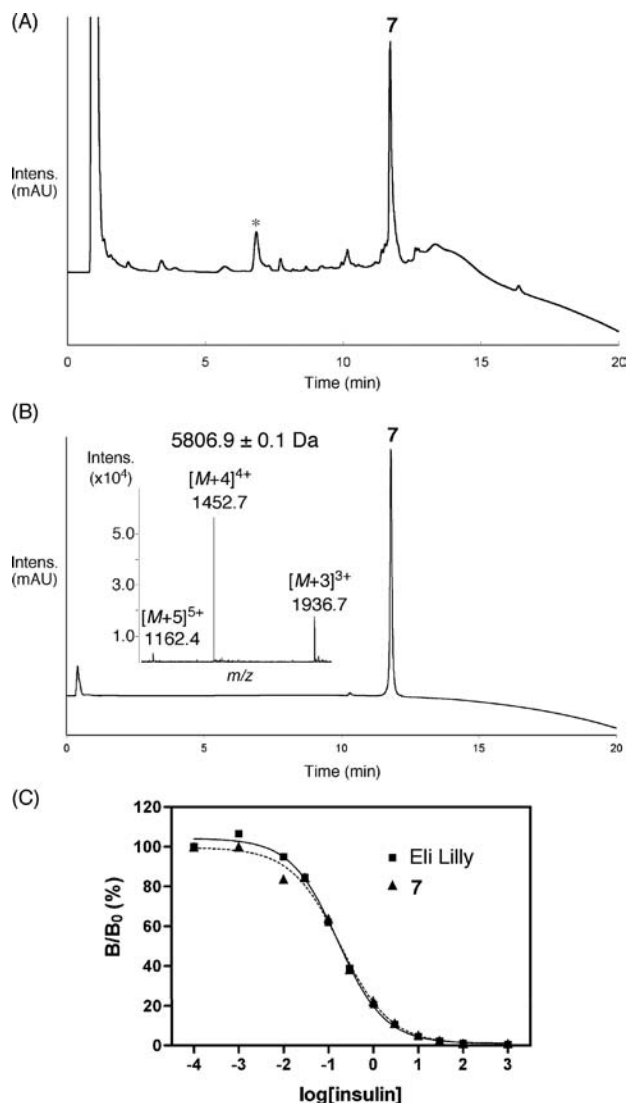 (A)
7
Intens.
(mAU)
*
0 5 10 15 20
Time (min)
(B)
7
5806.9 ± 0.1 Da
Intens.
(x10⁴)
[M+4]⁴⁺
1452.7
5.0
3.0
[M+3]³⁺
1936.7
[M+5]⁵⁺
1162.4
1.0
m/z
Intens.
(mAU)
0 5 10 15 20
Time (min)
(C)
120
100
80
60
40
20
0
B/B₀ (%)
Eli Lilly
7
-4 -3 -2 -1 0 1 2 3
log[insulin]